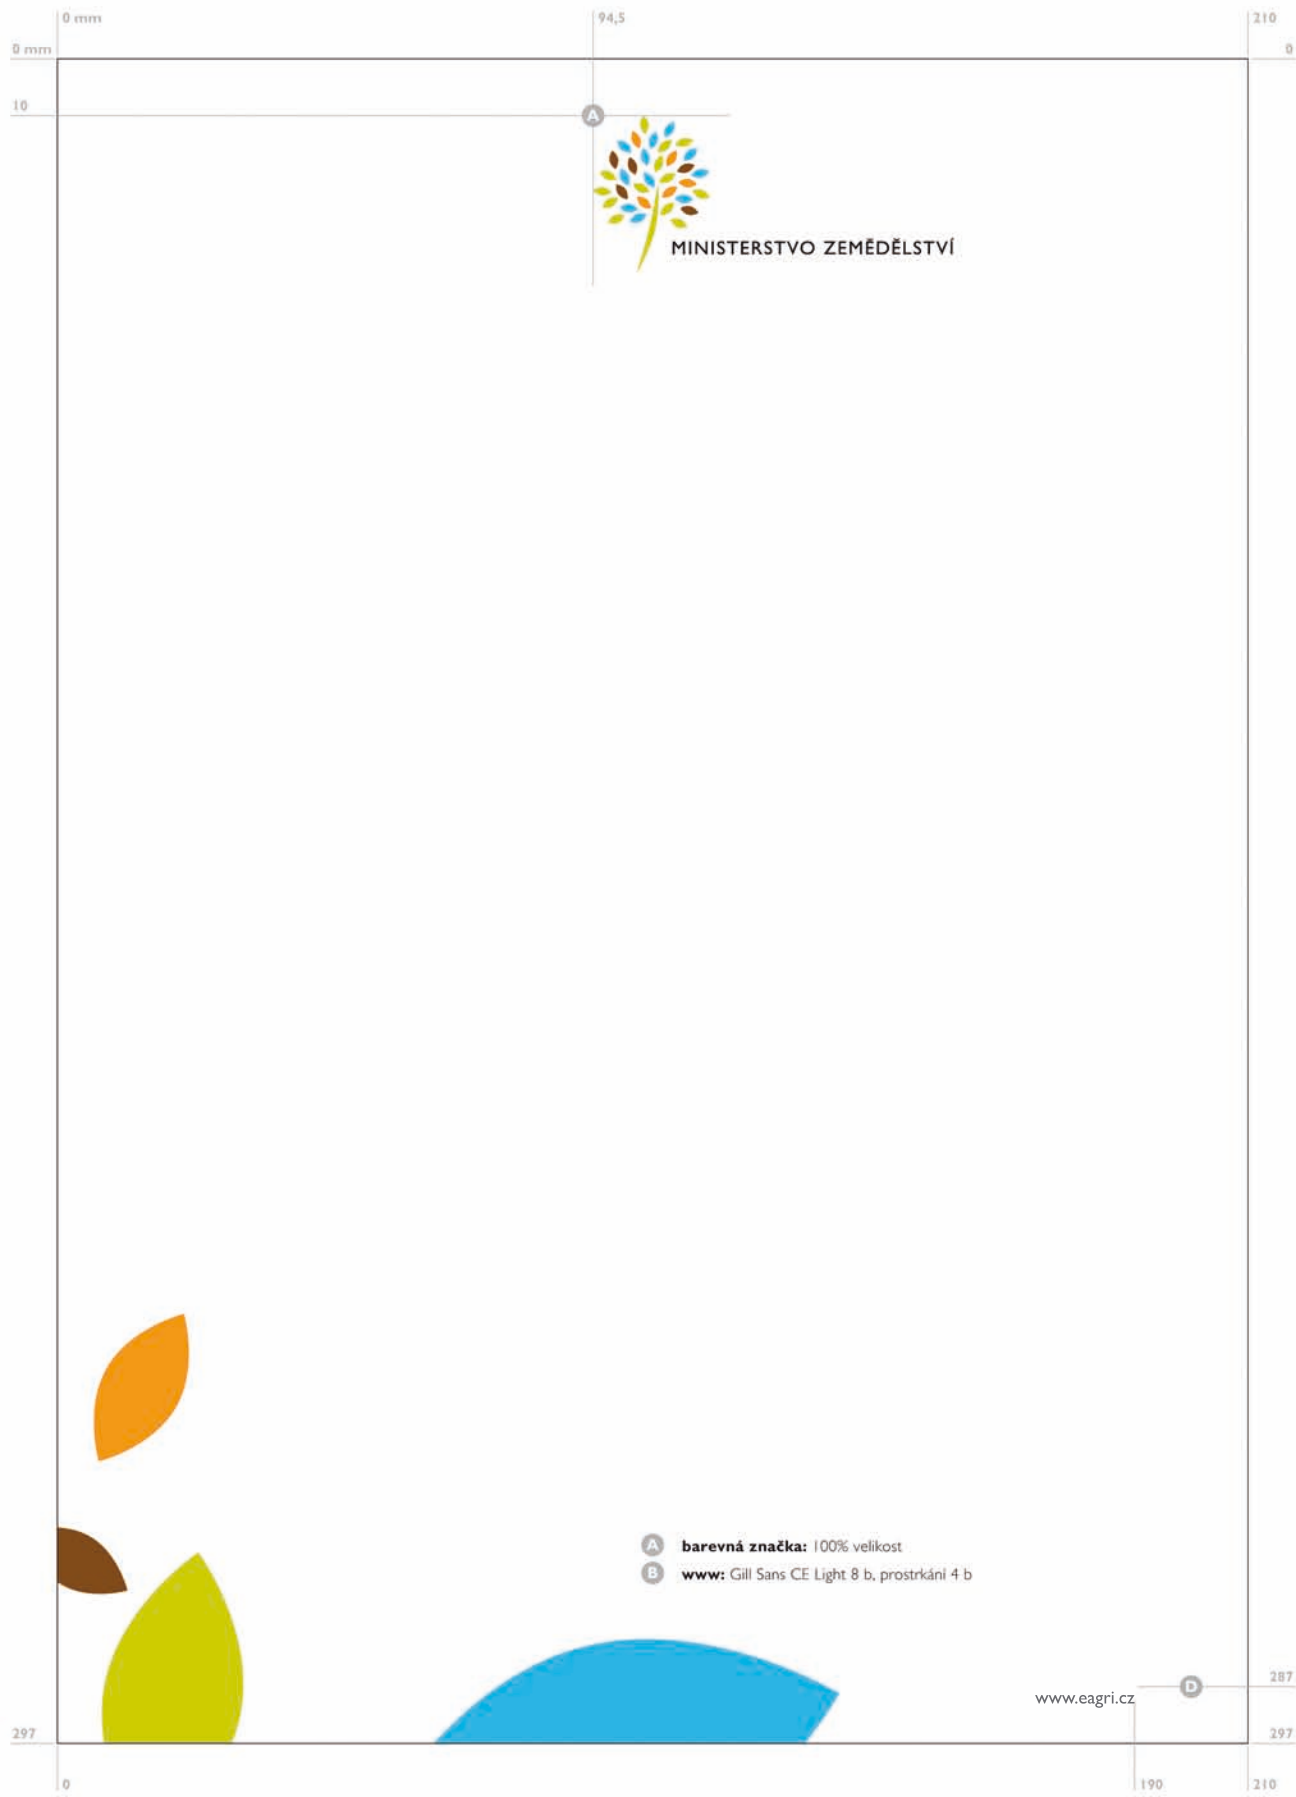 0 mm 94,5 210
0 mm 0
10
A
MINISTERSTVO ZEMĚDĚLSTVÍ
A barevná značka: 100% velikost
B www: Gill Sans CE Light 8 b, prostrkání 4 b
287
D
www.eagri.cz
297 297
0 190 210